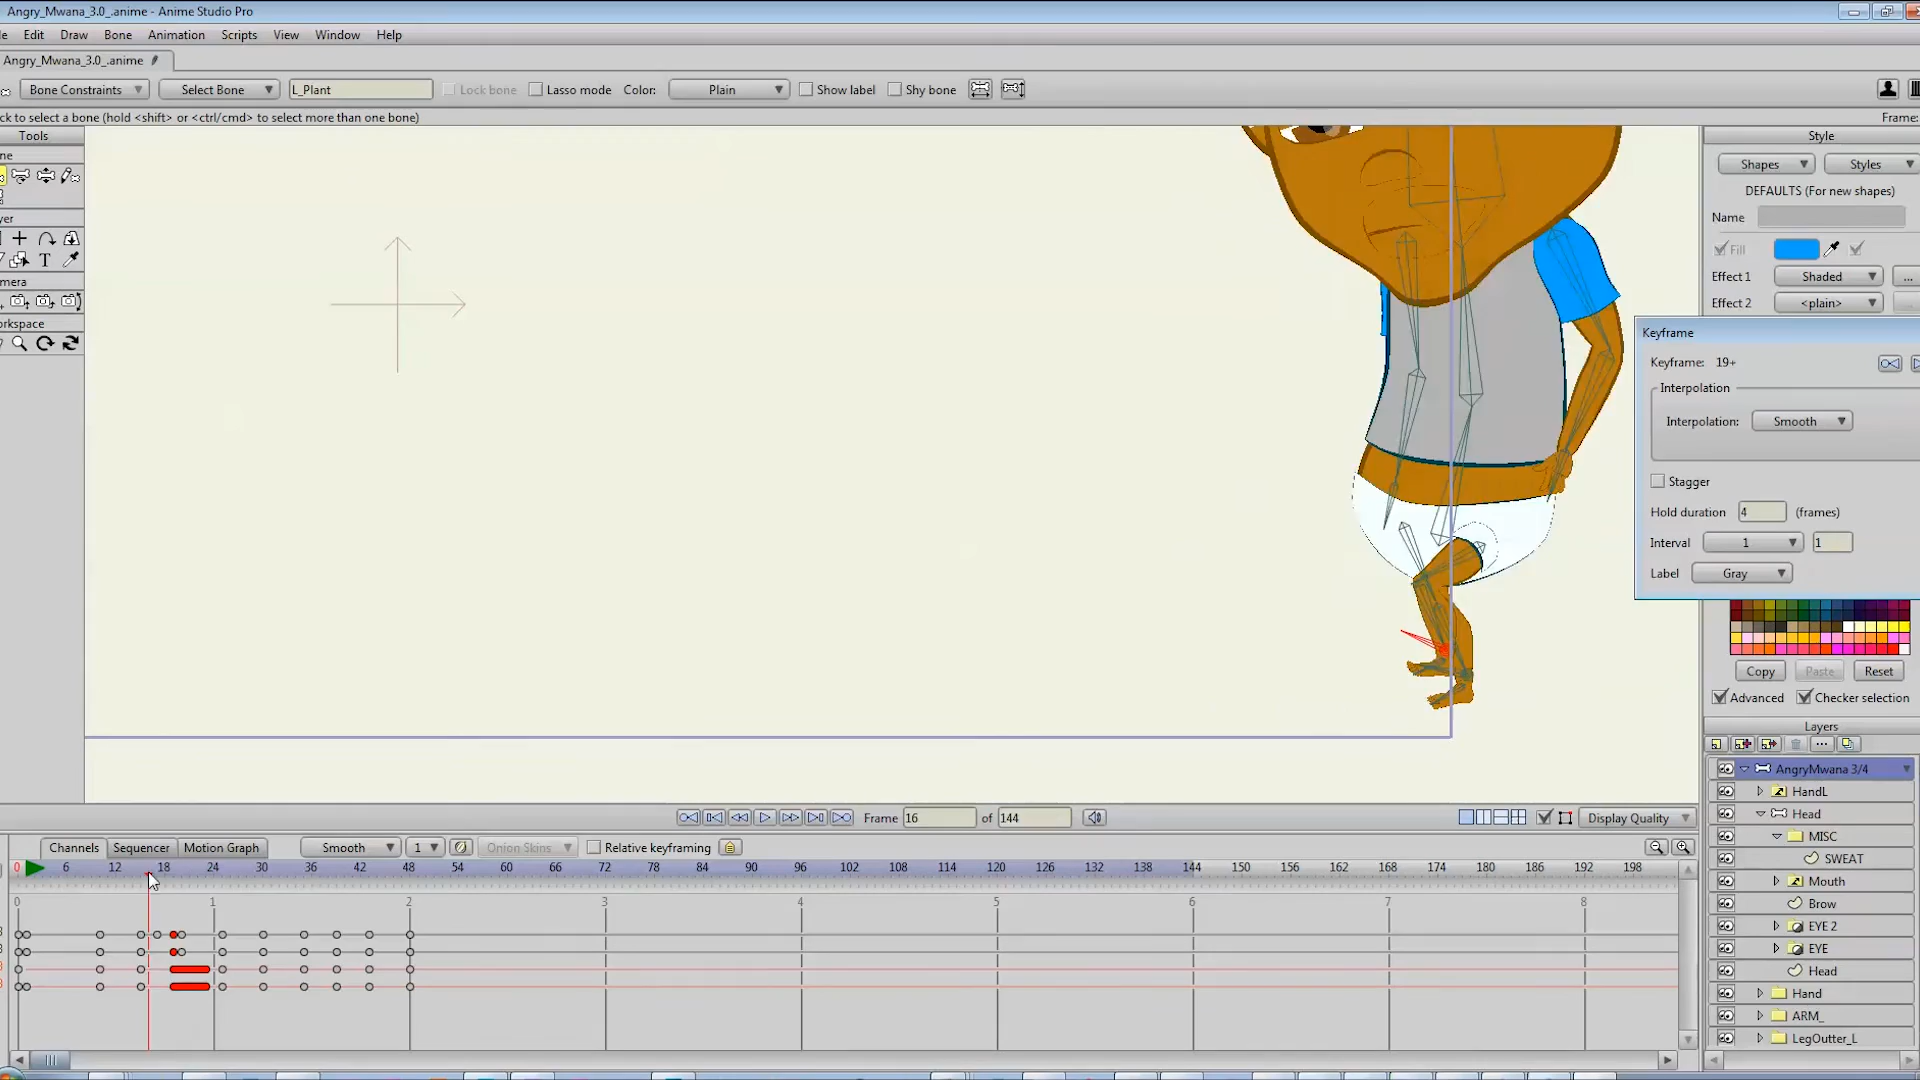 Angry_Mwana_3.0_.anime - Anime Studio Pro
Edit Draw Bone Animation Scripts View Window Help
Angry_Mwana_3.0_.anime
Bone Constraints Select Bone L_Plant Lock bone Lasso mode Color: Plain Show label Shy bone
ck to select a bone (hold <shift> or <ctrl/cmd> to select more than one bone)
Frame:
Tools
Style
Shapes Styles
DEFAULTS (For new shapes)
Name
Fill
Effect 1 Shaded ...
Effect 2 <plain>
Keyframe
Keyframe: 19+
Interpolation
Interpolation: Smooth
Stagger
Hold duration 4 (frames)
Interval 1 1
Label Gray
Copy Paste Reset
Advanced Checker selection
Layers
AngryMwana 3/4
HandL
Head
MISC
SWEAT
Mouth
Brow
EYE 2
EYE
Head
Hand
ARM_
LegOutter_L
Frame 16 of 144
Display Quality
Channels Sequencer Motion Graph Smooth 1 Onion Skins Relative keyframing
0 6 12 18 24 30 36 42 48 54 60 66 72 78 84 90 96 102 108 114 120 126 132 138 144 150 156 162 168 174 180 186 192 198
0 1 2 3 4 5 6 7 8